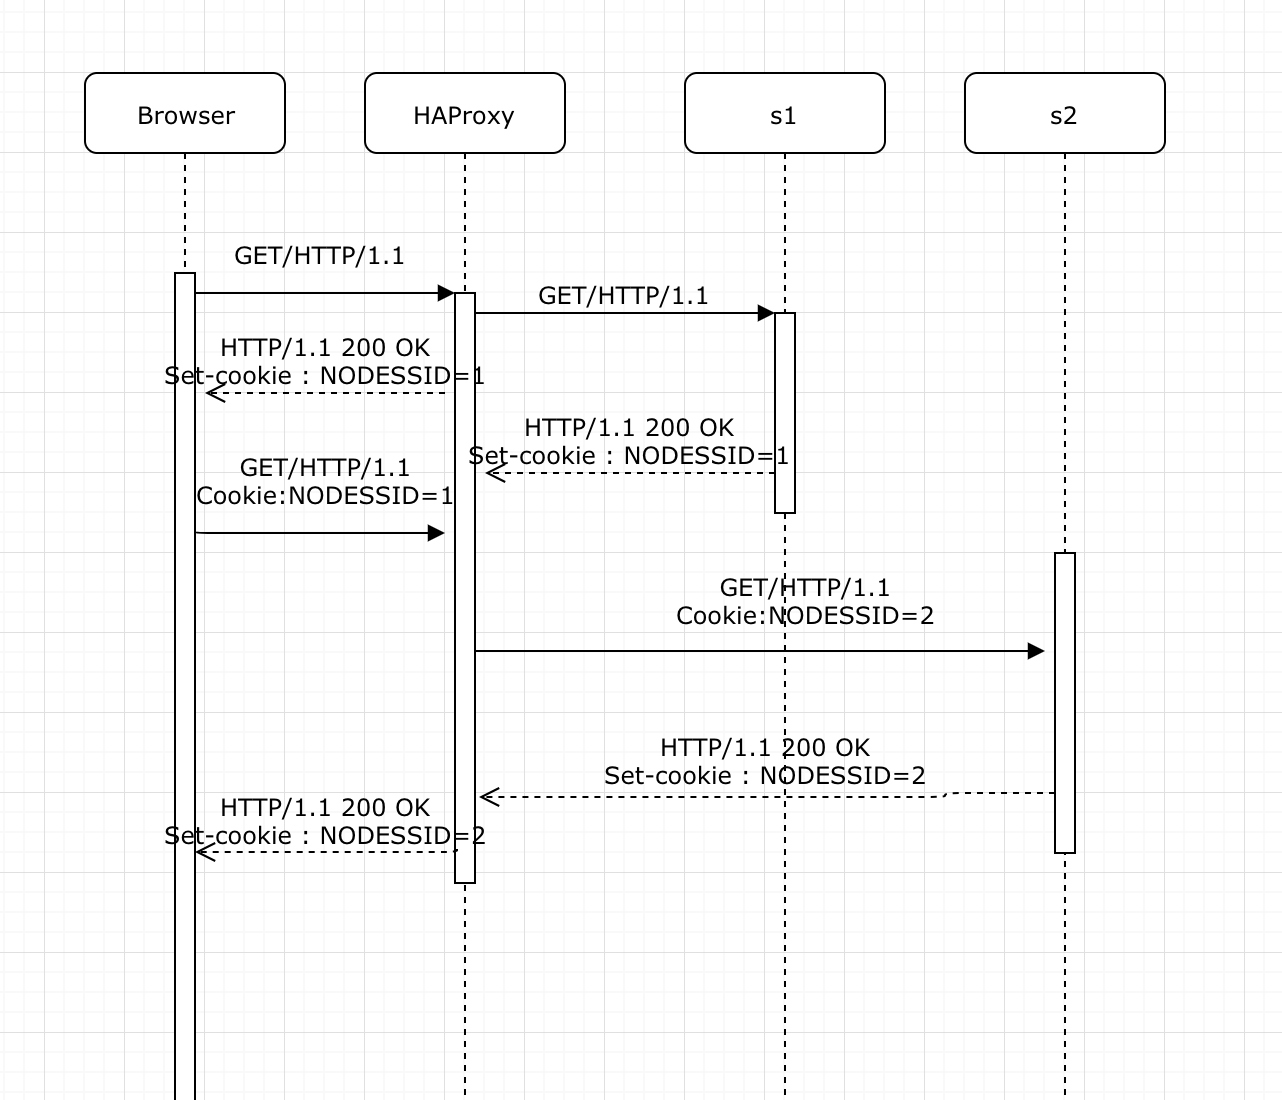 Browser
HAProxy
s1
s2
GET/HTTP/1.1
GET/HTTP/1.1
HTTP/1.1 200 OK
Set-cookie : NODESSID=1
HTTP/1.1 200 OK
Set-cookie : NODESSID=1
GET/HTTP/1.1
Cookie:NODESSID=1
GET/HTTP/1.1
Cookie:NODESSID=2
HTTP/1.1 200 OK
Set-cookie : NODESSID=2
HTTP/1.1 200 OK
Set-cookie : NODESSID=2